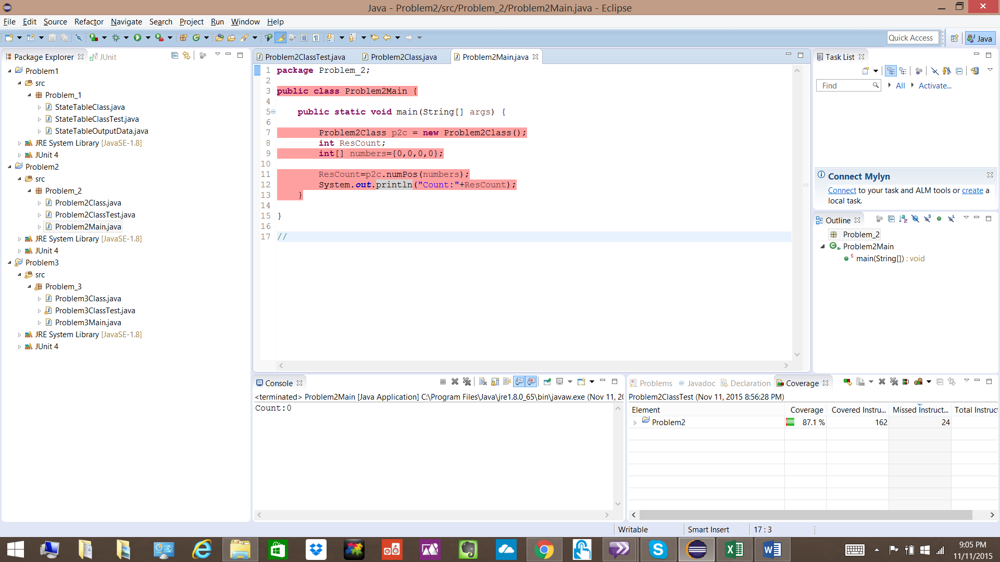 Java - Problem2/src/Problem_2/Problem2Main.java - Eclipse
File Edit Source Refactor Navigate Search Project Run Window Help
Quick Access
Java
Package Explorer JUnit
Problem1
src
Problem_1
StateTableClass.java
StateTableClassTest.java
StateTableOutputData.java
JRE System Library [JavaSE-1.8]
JUnit 4
Problem2
src
Problem_2
Problem2Class.java
Problem2ClassTest.java
Problem2Main.java
JRE System Library [JavaSE-1.8]
JUnit 4
Problem3
src
Problem_3
Problem3Class.java
Problem3ClassTest.java
Problem3Main.java
JRE System Library [JavaSE-1.8]
JUnit 4
Problem2ClassTest.java Problem2Class.java Problem2Main.java
1 package Problem_2;
2
3 public class Problem2Main {
4
5 public static void main(String[] args) {
6
7 Problem2Class p2c = new Problem2Class();
8 int ResCount;
9 int[] numbers={0,0,0,0};
10
11 ResCount=p2c.numPos(numbers);
12 System.out.println("Count:"+ResCount);
13 }
14
15 }
16
17 //
Task List
Find All Activate...
Connect Mylyn
Connect to your task and ALM tools or create a
local task.
Outline
Problem_2
Problem2Main
main(String[]) : void
Console
<terminated> Problem2Main [Java Application] C:\Program Files\Java\jre1.8.0_65\bin\javaw.exe (Nov 11, 20
Count:0
Problems Javadoc Declaration Coverage
Problem2ClassTest (Nov 11, 2015 8:56:28 PM)
Element Coverage Covered Instru... Missed Instruct... Total Instruct
Problem2 87.1 % 162 24
Writable Smart Insert 17 : 3
9:05 PM
11/11/2015